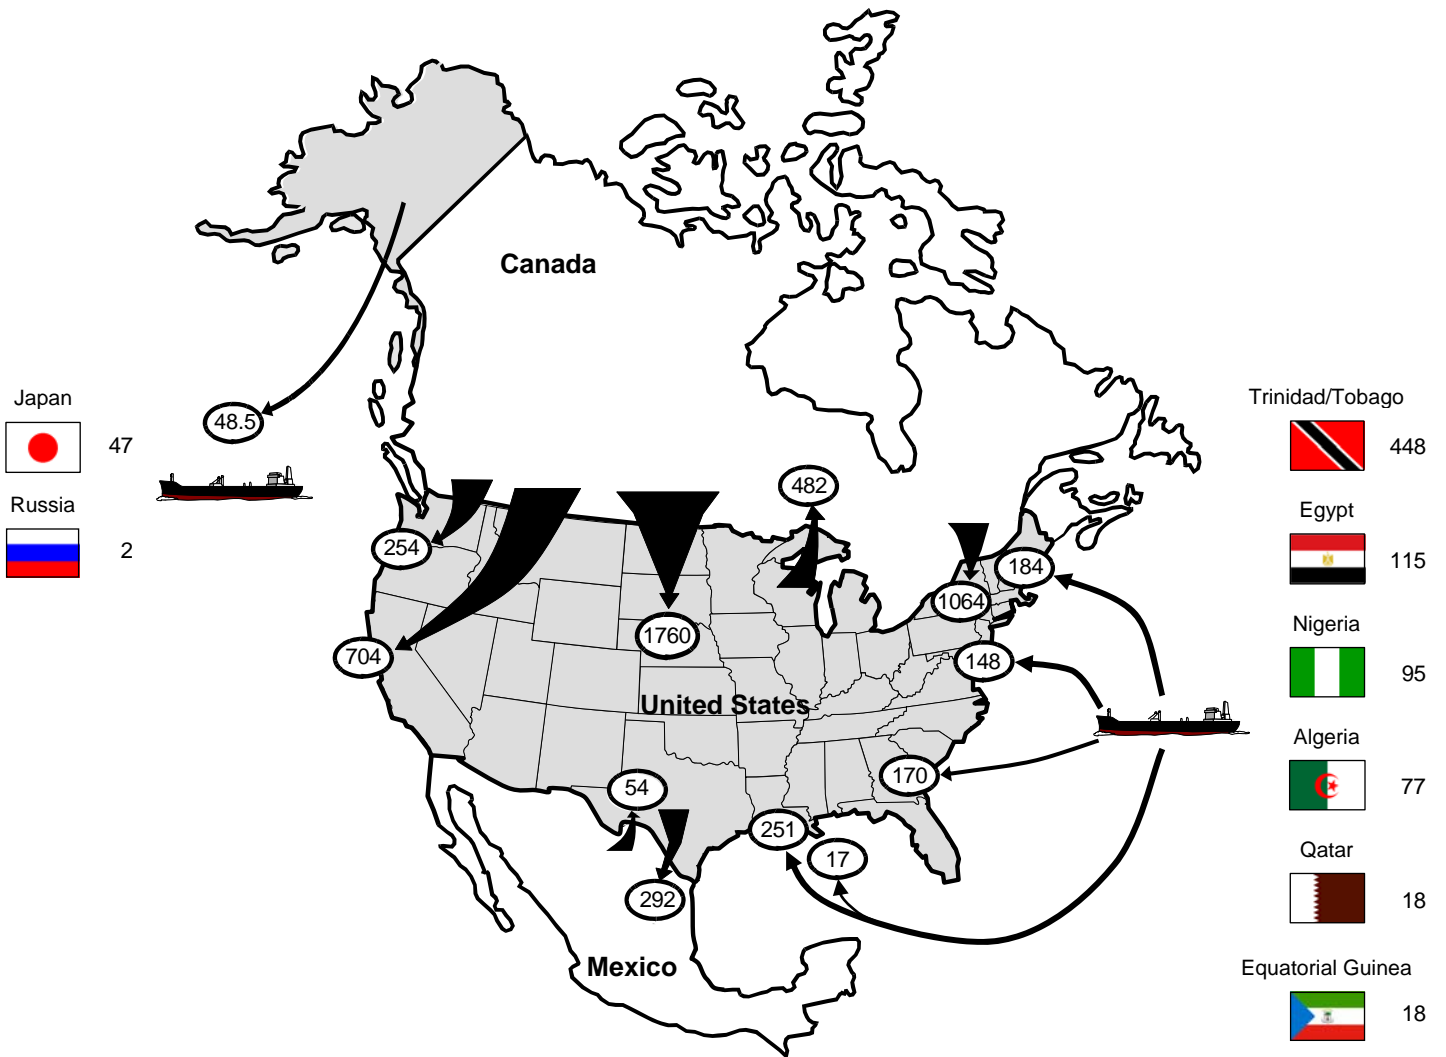 Canada
Japan
47
48.5
Russia
2
Trinidad/Tobago
448
Egypt
115
Nigeria
95
Algeria
77
Qatar
18
Equatorial Guinea
18
482
254
184
1064
1760
704
148
United States
170
54
251
17
292
Mexico